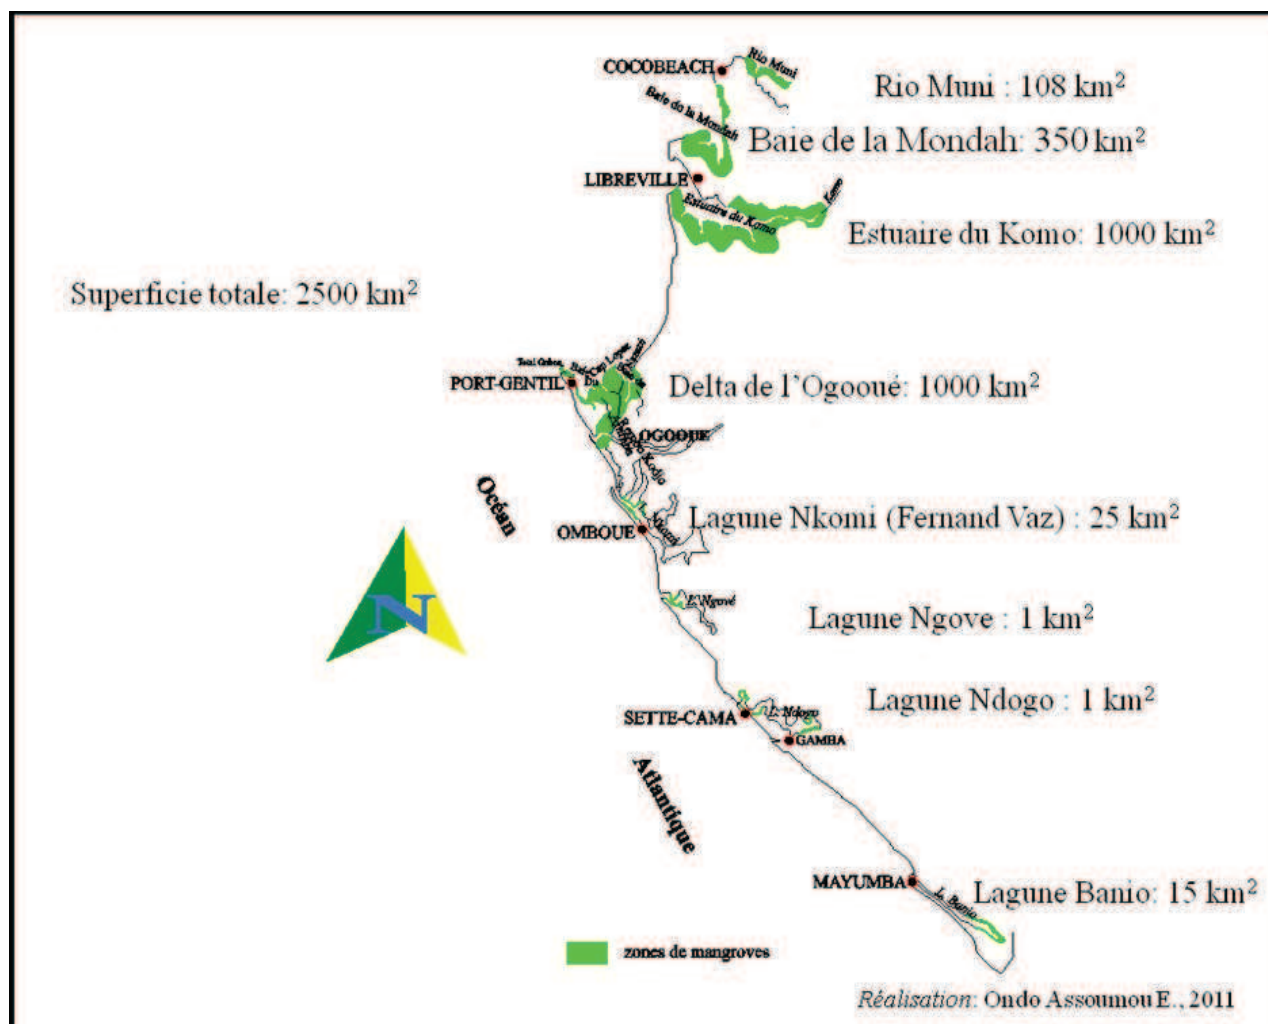 Rio Muni
COCOBEACH
Rio Muni : 108 km²
Baie de la Mondah
Baie de la Mondah: 350 km²
LIBREVILLE
Estuaire du Komo
Komo
Estuaire du Komo: 1000 km²
Superficie totale: 2500 km²
PORT-GENTIL
Delta de l’Ogooué: 1000 km²
OGOOUE
Océan
L. Nkomi
Lagune Nkomi (Fernand Vaz) : 25 km²
OMBOUE
N
L. Ngové
Lagune Ngove : 1 km²
Lagune Ndogo : 1 km²
SETTE-CAMA
L. Ndogo
GAMBA
Atlantique
MAYUMBA
L. Banio
Lagune Banio: 15 km²
zones de mangroves
Réalisation: Ondo Assoumou E., 2011